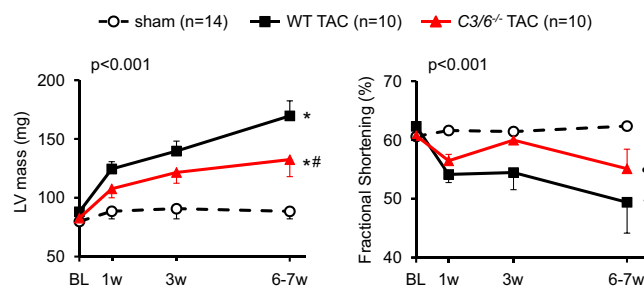 sham (n=14) WT TAC (n=10) C3/6-/- TAC (n=10)
p<0.001
LV mass (mg)
200
150
100
50
BL 1w 3w 6-7w
*
*#
p<0.001
Fractional Shortening (%)
70
60
50
40
BL 1w 3w 6-7w